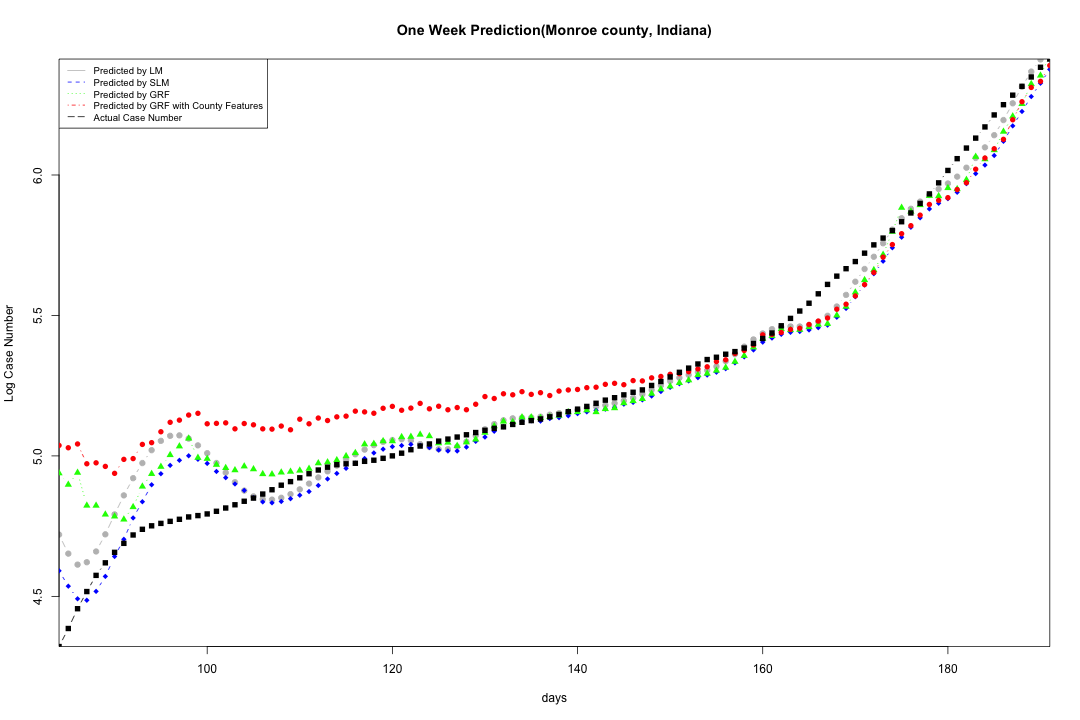 One Week Prediction(Monroe county, Indiana)
Predicted by LM
Predicted by SLM
Predicted by GRF
Predicted by GRF with County Features
Actual Case Number
Log Case Number
6.0
5.5
5.0
4.5
100 120 140 160 180
days